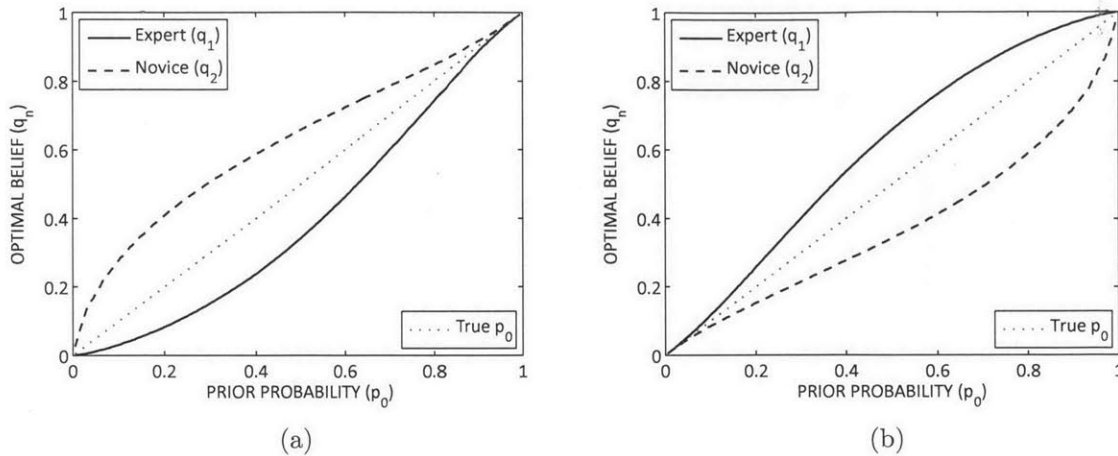 1
Expert (q1)
Novice (q2)
0.8
0.6
OPTIMAL BELIEF (qn)
0.4
0.2
True p0
0
0 0.2 0.4 0.6 0.8 1
PRIOR PROBABILITY (p0)
(a)
1
Expert (q1)
Novice (q2)
0.8
0.6
OPTIMAL BELIEF (qn)
0.4
0.2
True p0
0
0 0.2 0.4 0.6 0.8 1
PRIOR PROBABILITY (p0)
(b)